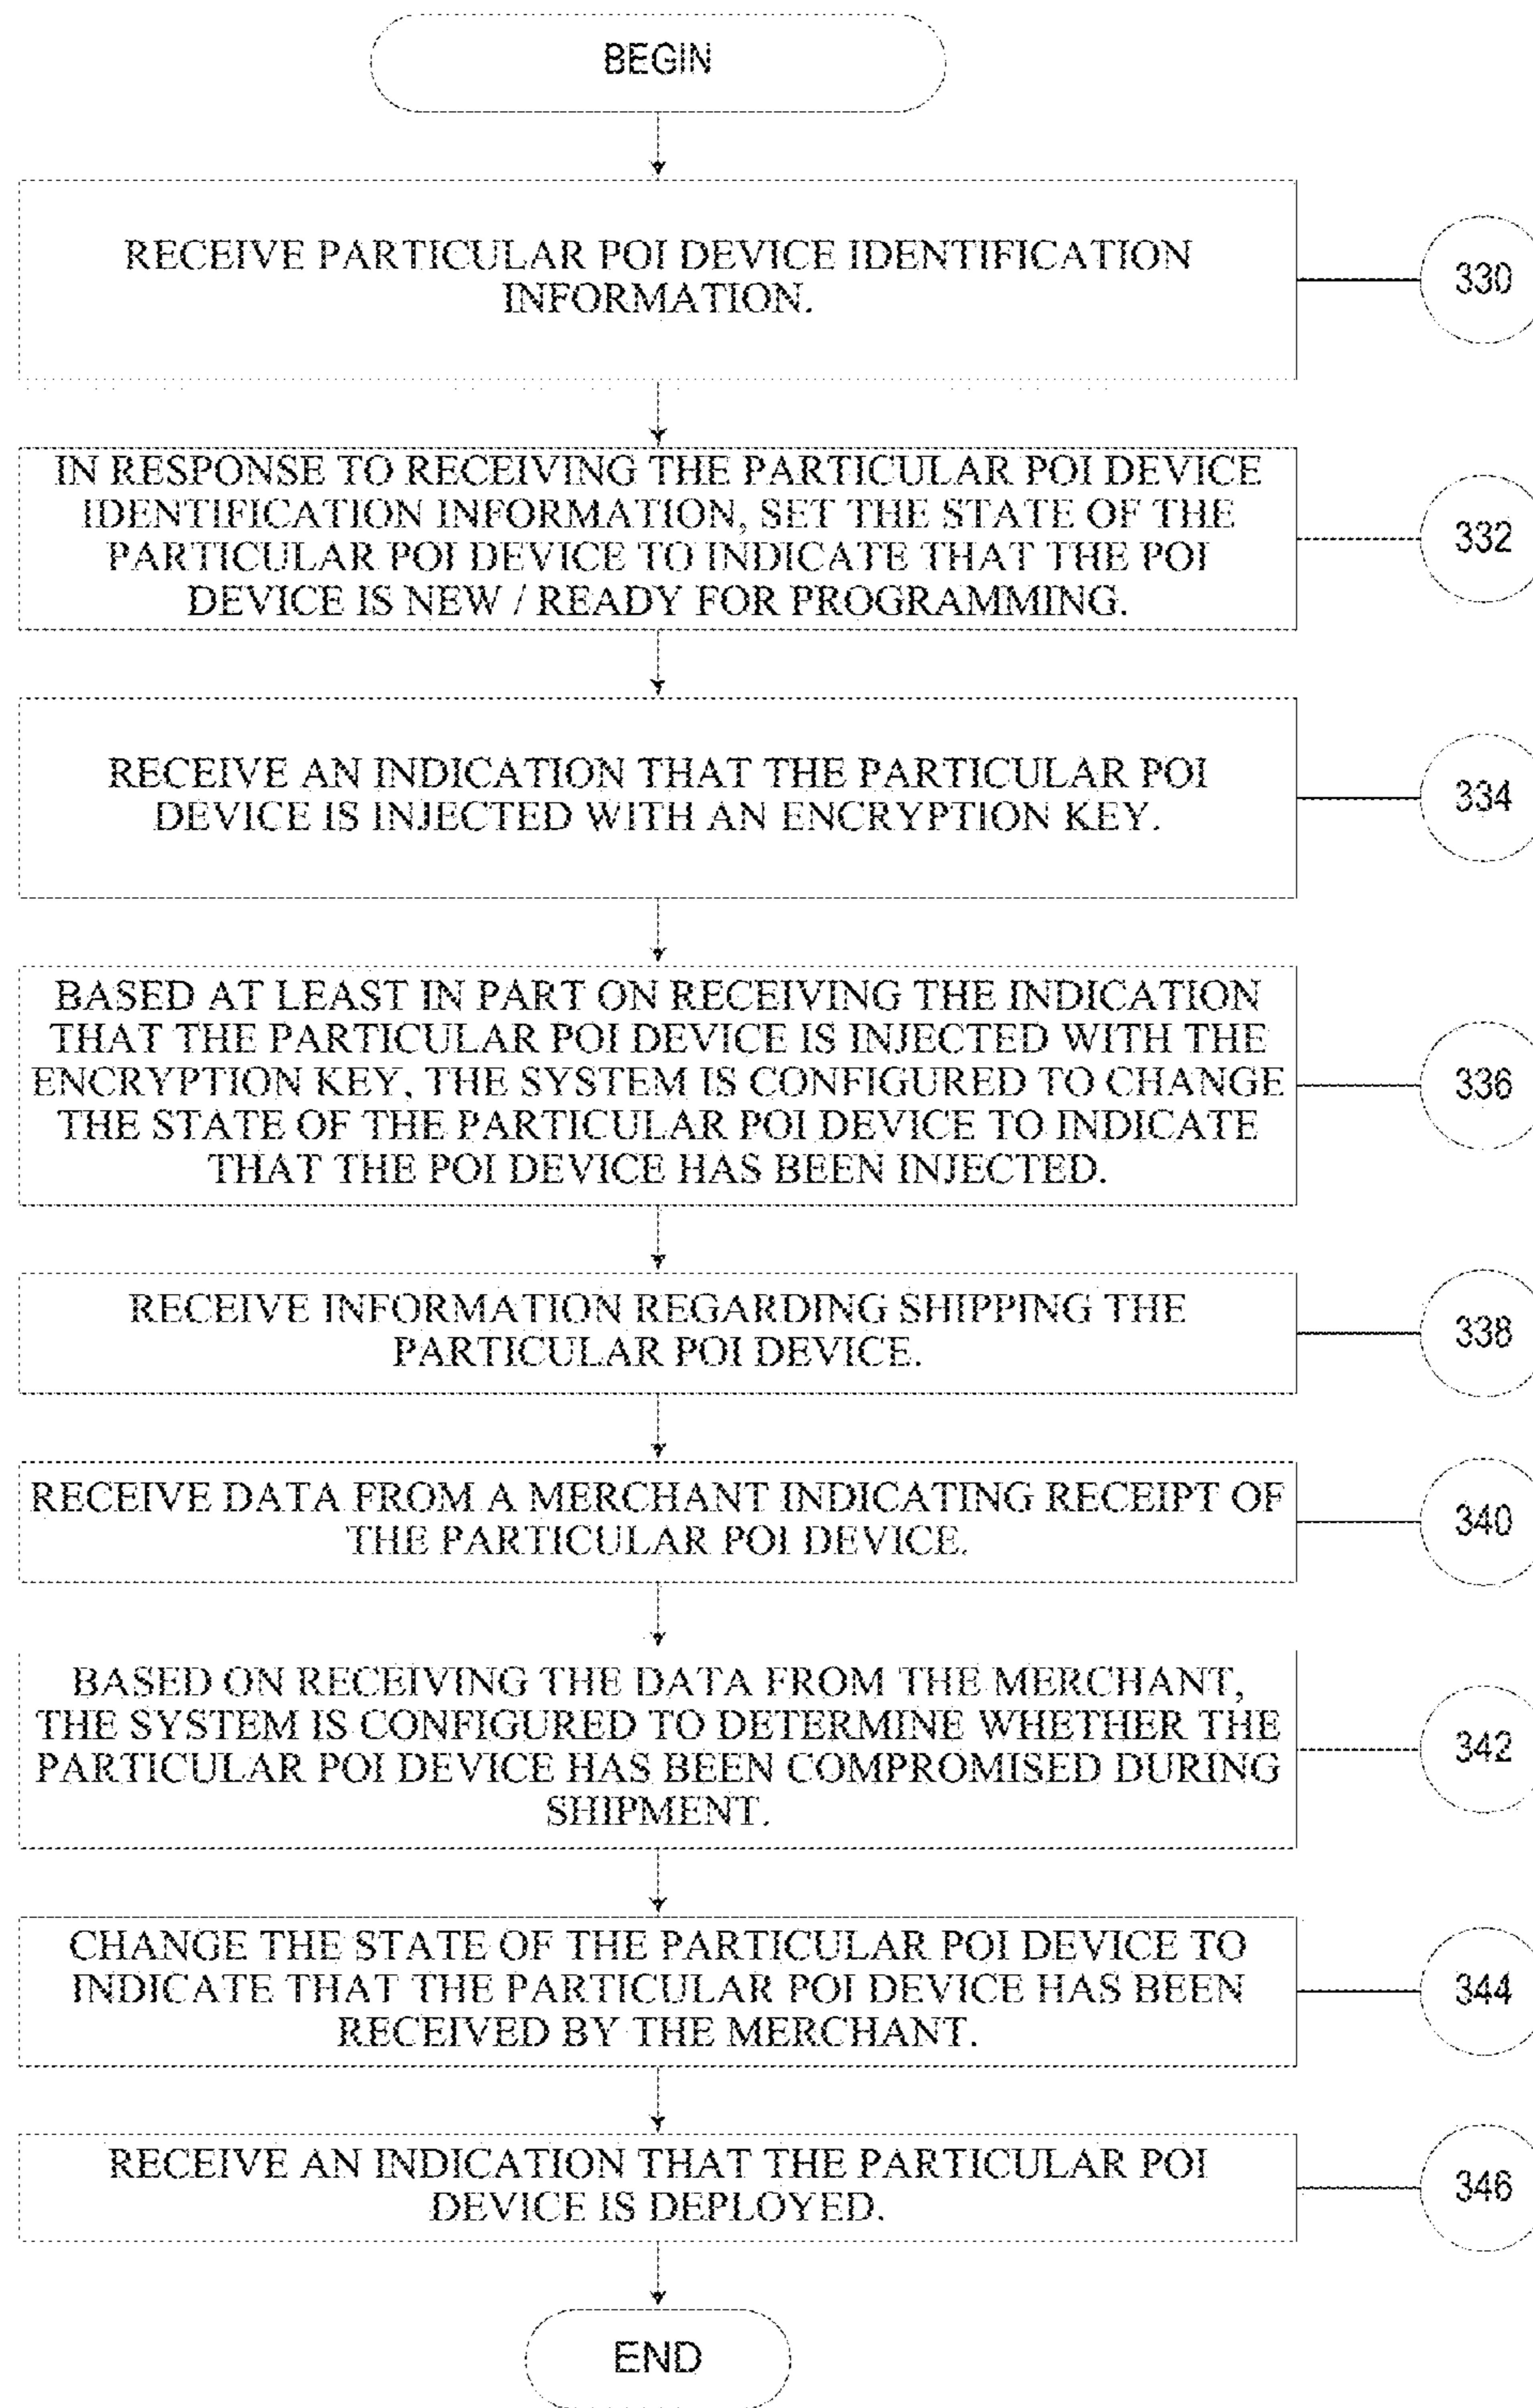 BEGIN
RECEIVE PARTICULAR POI DEVICE IDENTIFICATION
INFORMATION.
330
IN RESPONSE TO RECEIVING THE PARTICULAR POI DEVICE
IDENTIFICATION INFORMATION, SET THE STATE OF THE
PARTICULAR POI DEVICE TO INDICATE THAT THE POI
DEVICE IS NEW / READY FOR PROGRAMMING.
332
RECEIVE AN INDICATION THAT THE PARTICULAR POI
DEVICE IS INJECTED WITH AN ENCRYPTION KEY.
334
BASED AT LEAST IN PART ON RECEIVING THE INDICATION
THAT THE PARTICULAR POI DEVICE IS INJECTED WITH THE
ENCRYPTION KEY, THE SYSTEM IS CONFIGURED TO CHANGE
THE STATE OF THE PARTICULAR POI DEVICE TO INDICATE
THAT THE POI DEVICE HAS BEEN INJECTED.
336
RECEIVE INFORMATION REGARDING SHIPPING THE
PARTICULAR POI DEVICE.
338
RECEIVE DATA FROM A MERCHANT INDICATING RECEIPT OF
THE PARTICULAR POI DEVICE.
340
BASED ON RECEIVING THE DATA FROM THE MERCHANT,
THE SYSTEM IS CONFIGURED TO DETERMINE WHETHER THE
PARTICULAR POI DEVICE HAS BEEN COMPROMISED DURING
SHIPMENT.
342
CHANGE THE STATE OF THE PARTICULAR POI DEVICE TO
INDICATE THAT THE PARTICULAR POI DEVICE HAS BEEN
RECEIVED BY THE MERCHANT.
344
RECEIVE AN INDICATION THAT THE PARTICULAR POI
DEVICE IS DEPLOYED.
346
END